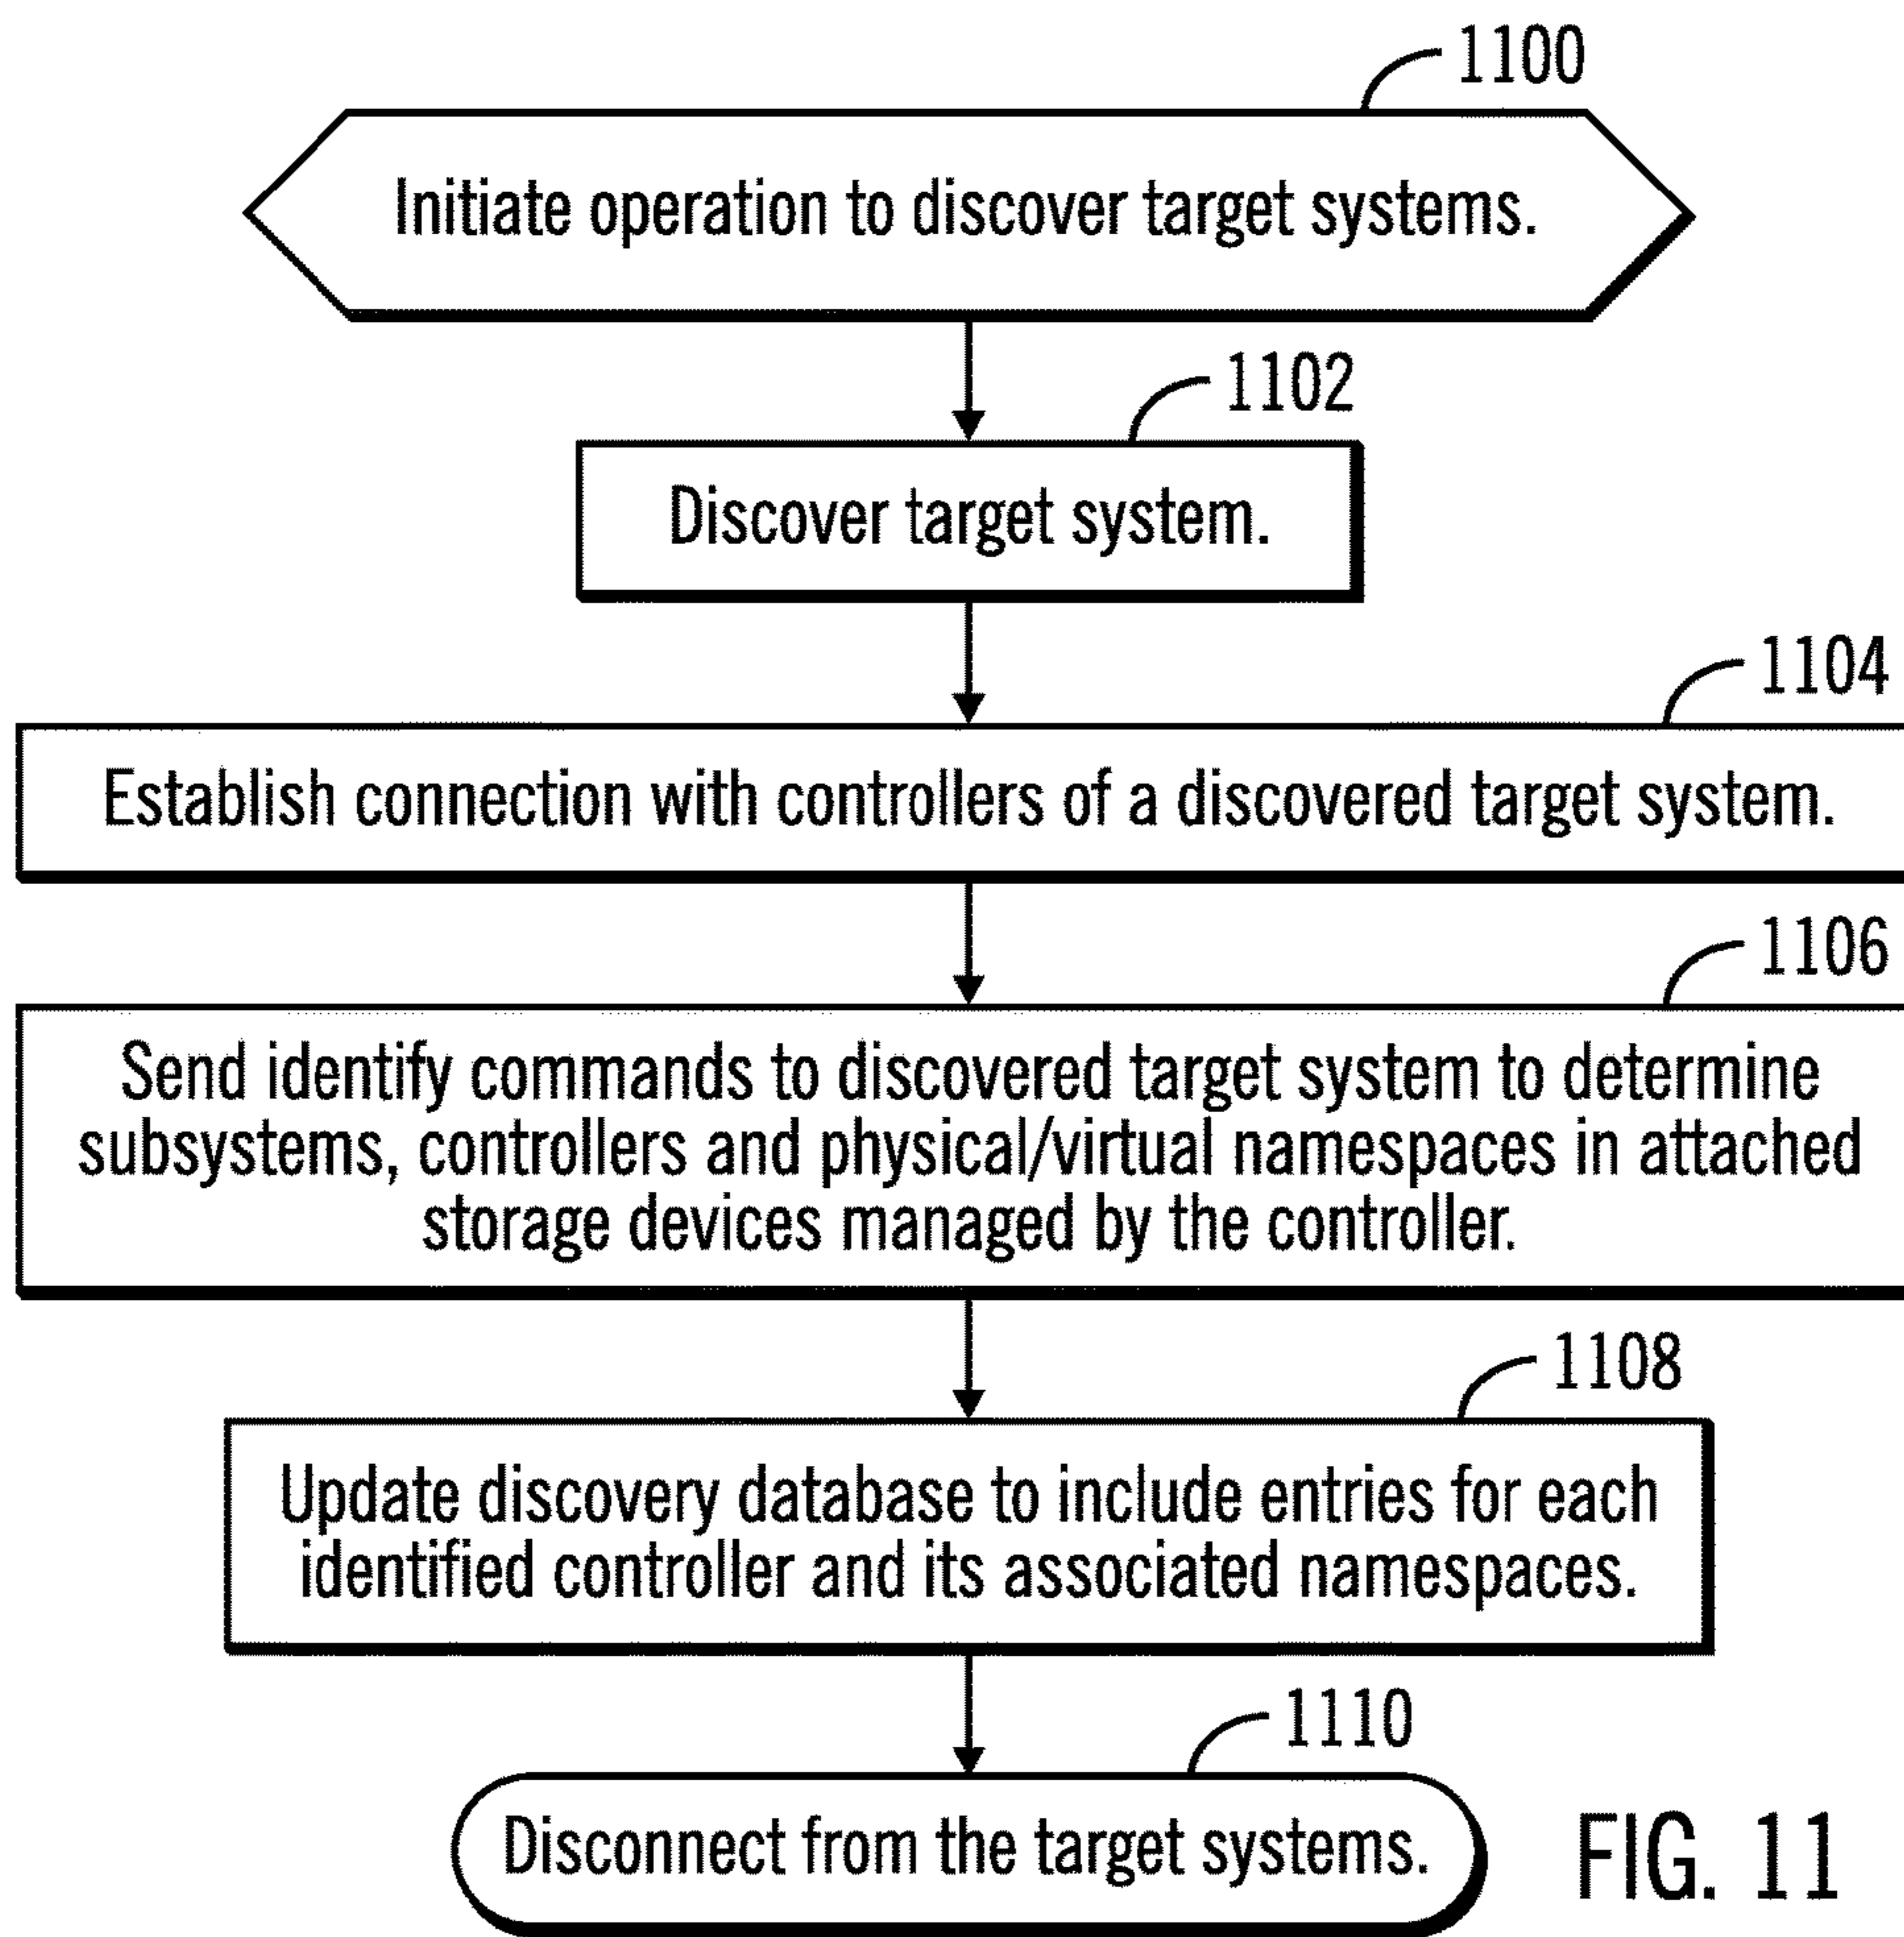 1100
Initiate operation to discover target systems.
1102
Discover target system.
1104
Establish connection with controllers of a discovered target system.
1106
Send identify commands to discovered target system to determine
subsystems, controllers and physical/virtual namespaces in attached
storage devices managed by the controller.
1108
Update discovery database to include entries for each
identified controller and its associated namespaces.
1110
Disconnect from the target systems.
FIG. 11